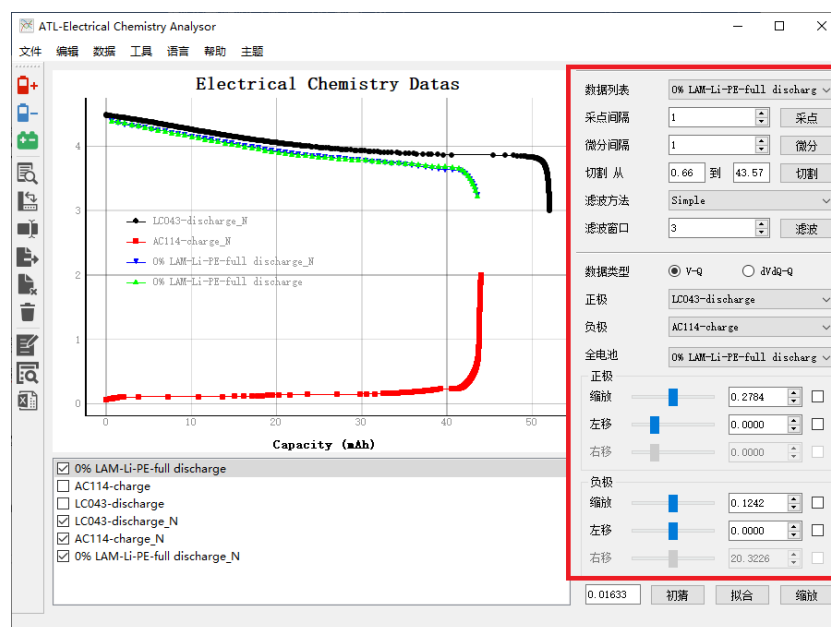 ATL-Electrical Chemistry Analysor
文件 编辑 数据 工具 语言 帮助 主题
Electrical Chemistry Datas
4
3
2
1
0
LC043-discharge_N
AC114-charge_N
0% LAM-Li-PE-full discharge_N
0% LAM-Li-PE-full discharge
0 10 20 30 40 50
Capacity (mAh)
0% LAM-Li-PE-full discharge
AC114-charge
LC043-discharge
LC043-discharge_N
AC114-charge_N
0% LAM-Li-PE-full discharge_N
数据列表 0% LAM-Li-PE-full discharg
采点间隔 1 采点
微分间隔 1 微分
切割 从 0.66 到 43.57 切割
滤波方法 Simple
滤波窗口 3 滤波
数据类型 V-Q dVdQ-Q
正极 LC043-discharge
负极 AC114-charge
全电池 0% LAM-Li-PE-full discharg
正极
缩放 0.2784
左移 0.0000
右移 0.0000
负极
缩放 0.1242
左移 0.0000
右移 20.3226
0.01633 初猜 拟合 缩放